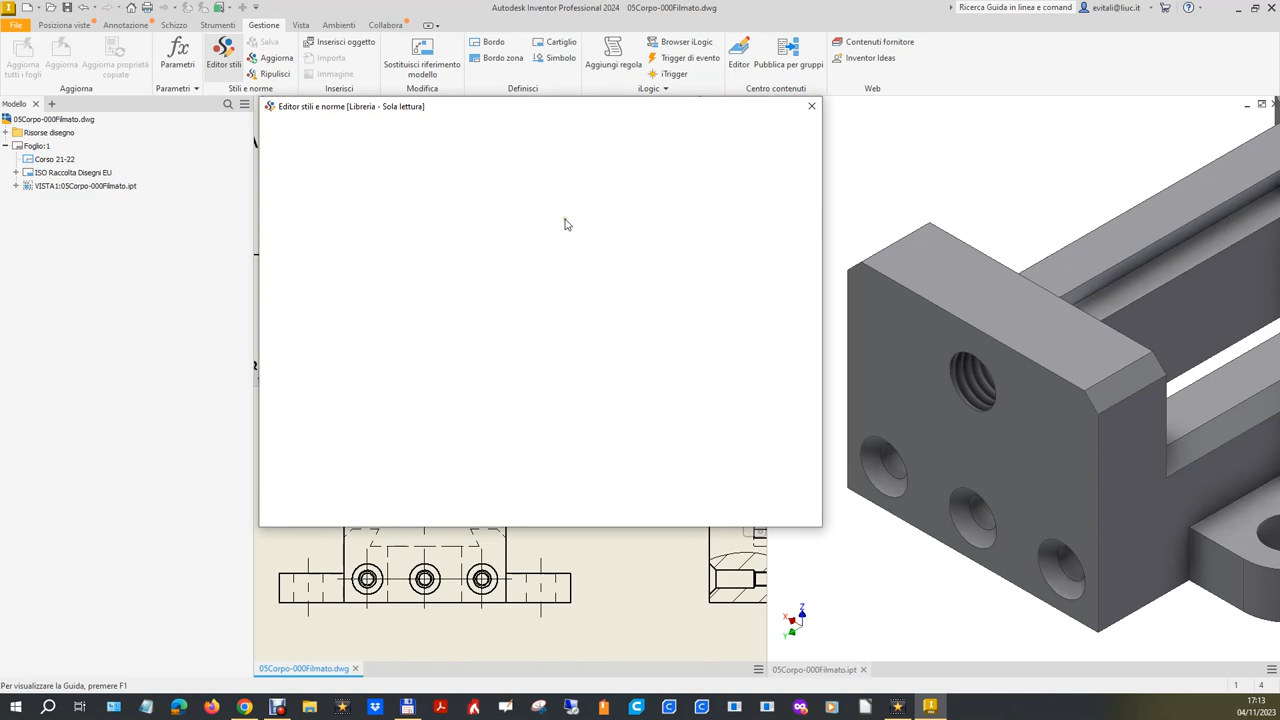 Autodesk Inventor Professional 2024 05Corpo-000Filmato.dwg
Ricerca Guida in linea e comand
evitali@liuc.it
File Posiziona viste Annotazione Schizzo Strumenti Gestione Vista Ambienti Collabora
Aggiorna tutti i fogli
Aggiorna
Aggiorna proprietà copiate
Aggiorna
fx
Parametri
Parametri
Editor stili
Salva
Aggiorna
Ripulisci
Stili e norme
Inserisci oggetto
Importa
Immagine
Inserisci
Sostituisci riferimento modello
Modifica
Bordo
Bordo zona
Cartiglio
Simbolo
Definisci
Aggiungi regola
Browser iLogic
Trigger di evento
iTrigger
iLogic
Editor
Pubblica per gruppi
Centro contenuti
Contenuti fornitore
Inventor Ideas
Web
Modello
05Corpo-000Filmato.dwg
Risorse disegno
Foglio:1
Corso 21-22
ISO Raccolta Disegni EU
VISTA1:05Corpo-000Filmato.ipt
Editor stili e norme [Libreria - Sola lettura]
X
Y
Z
05Corpo-000Filmato.dwg
05Corpo-000Filmato.ipt
Per visualizzare la Guida, premere F1
1 4
17:13
04/11/2023